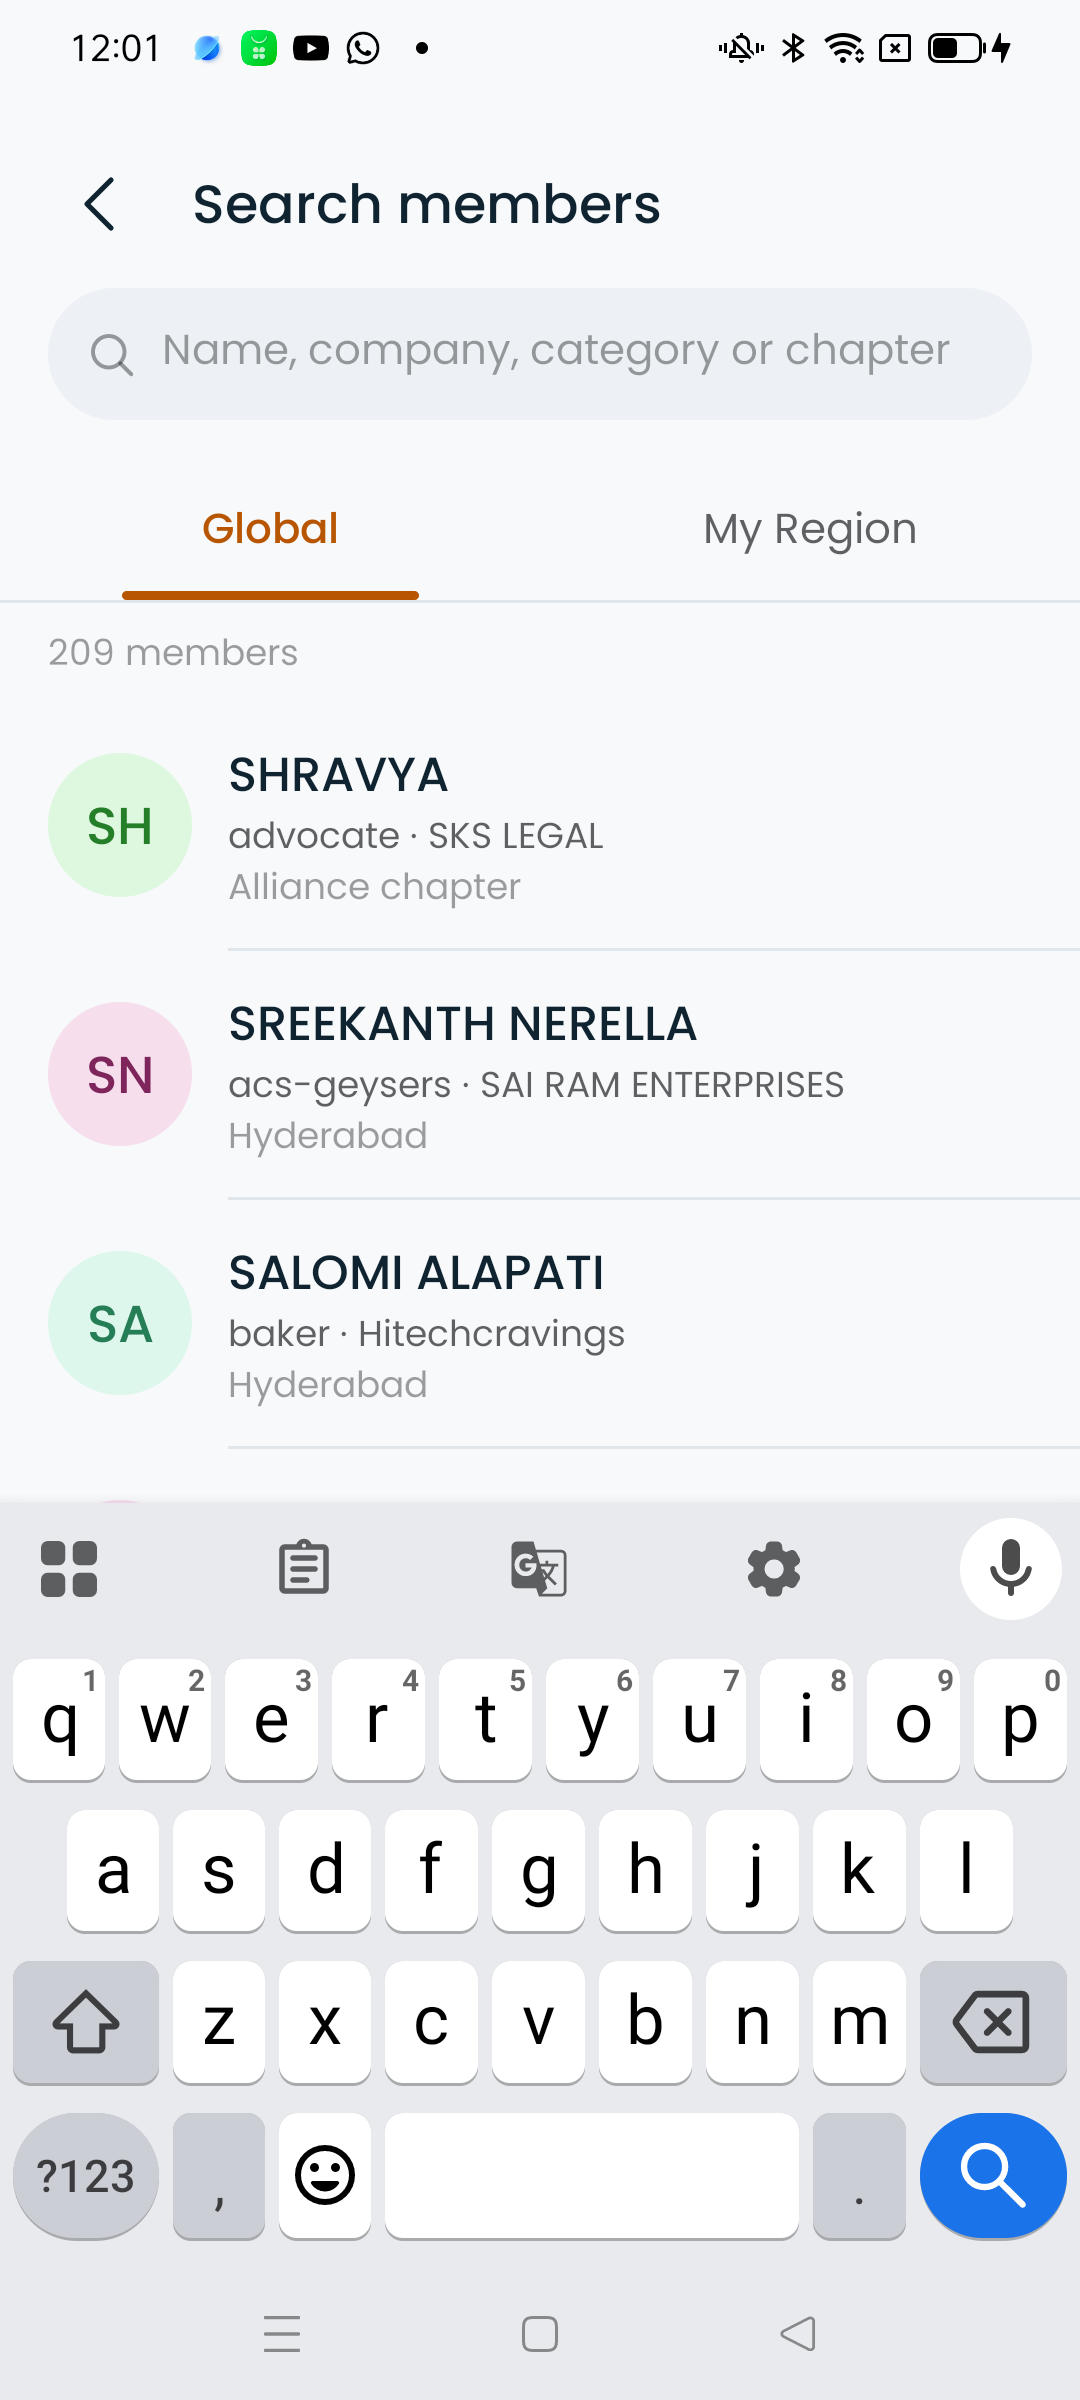 12:01
Search members
Name, company, category or chapter
Global
My Region
209 members
SH
SHRAVYA
advocate · SKS LEGAL
Alliance chapter
SN
SREEKANTH NERELLA
acs-geysers · SAI RAM ENTERPRISES
Hyderabad
SA
SALOMI ALAPATI
baker · Hitechcravings
Hyderabad
G 文
q 1 w 2 e 3 r 4 t 5 y 6 u 7 i 8 o 9 p 0
a s d f g h j k l
z x c v b n m
?123 , .